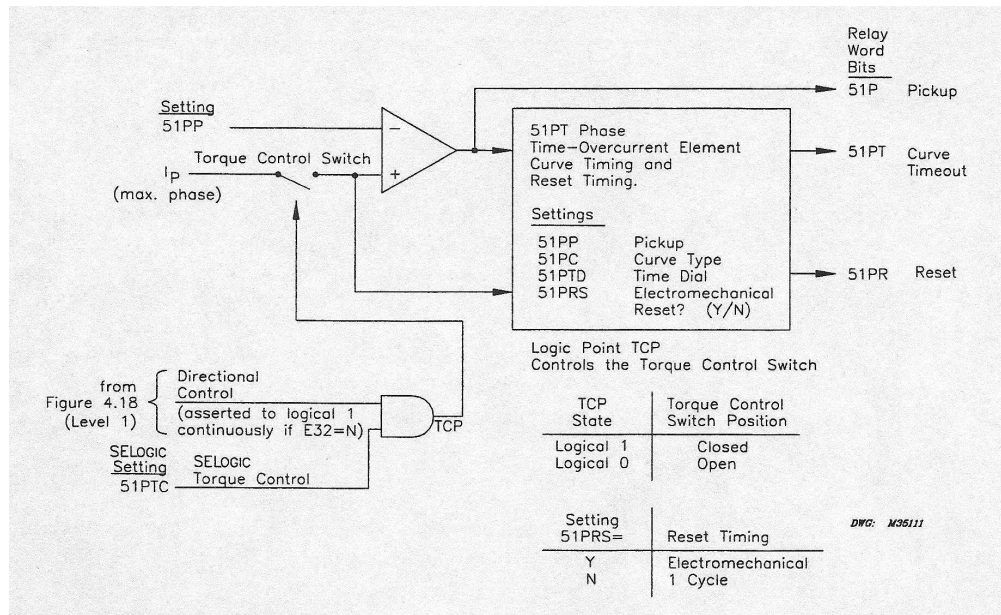 Relay
Word
Bits
51P Pickup
Setting
51PP
−
Torque Control Switch
IP
(max. phase)
+
51PT Phase
Time-Overcurrent Element
Curve Timing and
Reset Timing.
Settings
51PP Pickup
51PC Curve Type
51PTD Time Dial
51PRS Electromechanical
Reset? (Y/N)
51PT Curve
Timeout
51PR Reset
Logic Point TCP
Controls the Torque Control Switch
TCP Torque Control
State Switch Position
Logical 1 Closed
Logical 0 Open
from
Figure 4.18
(Level 1)
Directional
Control
(asserted to logical 1
continuously if E32=N)
TCP
SELOGIC
Setting
51PTC
SELOGIC
Torque Control
Setting
51PRS= Reset Timing
Y Electromechanical
N 1 Cycle
DWG: M35111